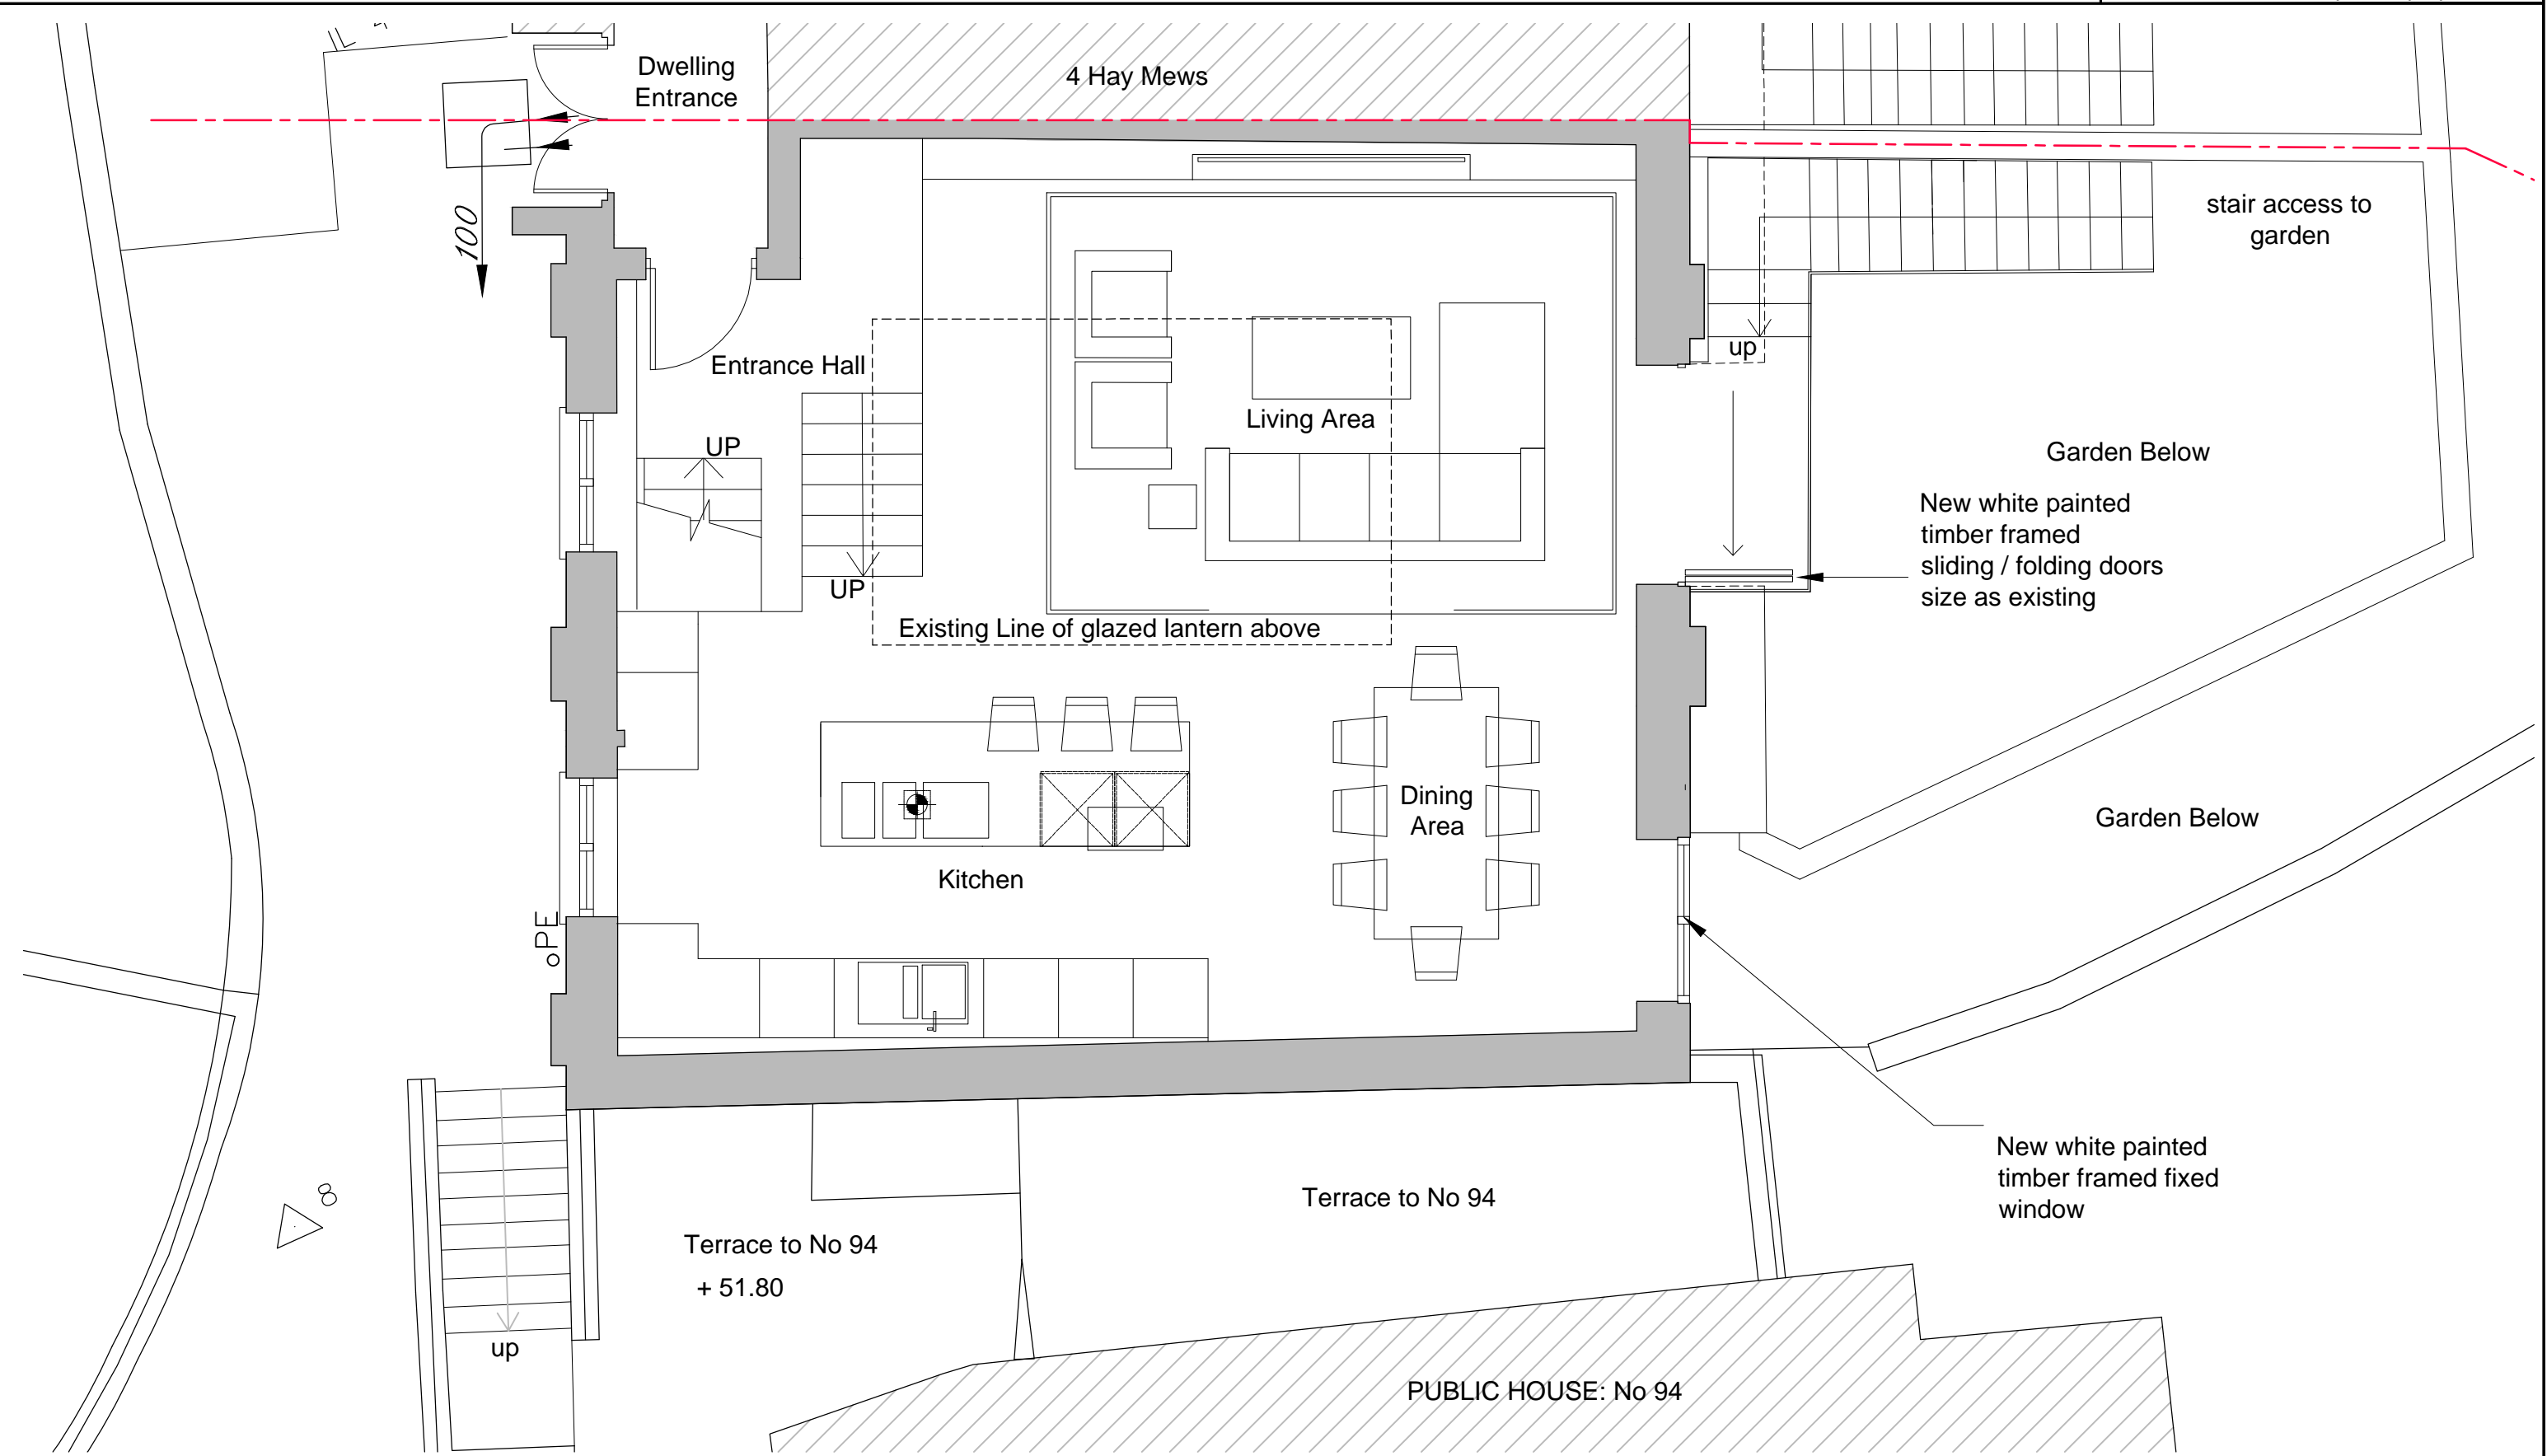 Dwelling
Entrance
4 Hay Mews
100
stair access to
garden
up
Entrance Hall
Living Area
UP
UP
Garden Below
New white painted
timber framed
sliding / folding doors
size as existing
Existing Line of glazed lantern above
Dining
Area
Garden Below
Kitchen
PE
New white painted
timber framed fixed
window
8
Terrace to No 94
Terrace to No 94
+ 51.80
up
PUBLIC HOUSE: No 94